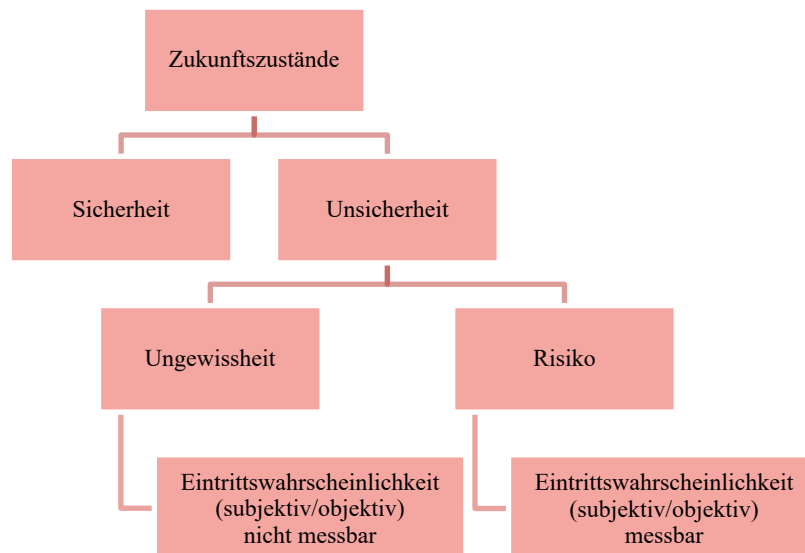 Zukunftszustände
Sicherheit
Unsicherheit
Ungewissheit
Risiko
Eintrittswahrscheinlichkeit
(subjektiv/objektiv)
nicht messbar
Eintrittswahrscheinlichkeit
(subjektiv/objektiv)
messbar